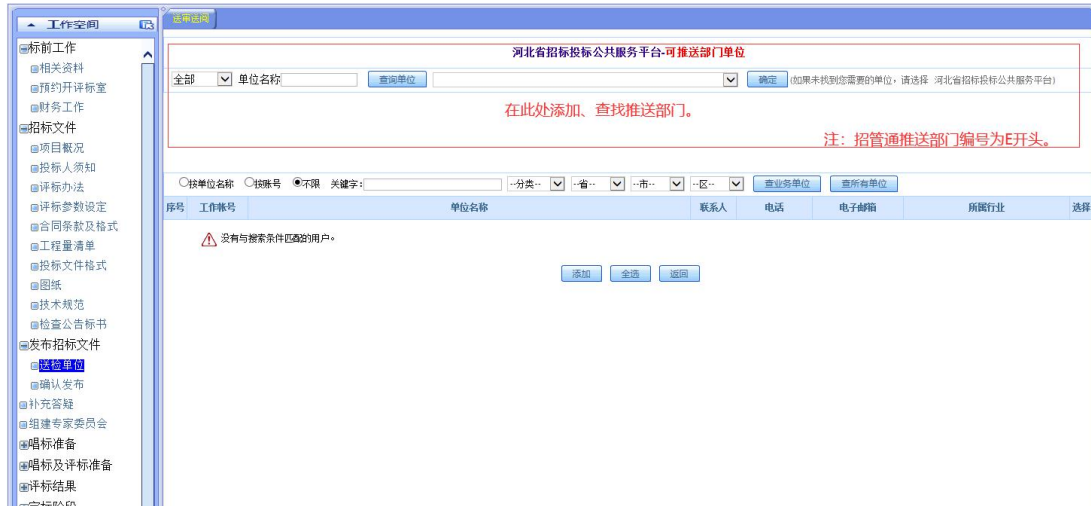 工作空间
标前工作
相关资料
预约开评标室
财务工作
招标文件
项目概况
投标人须知
评标办法
评标参数设定
合同条款及格式
工程量清单
投标文件格式
图纸
技术规范
检查公告标书
发布招标文件
送检单位
确认发布
补充答疑
组建专家委员会
唱标准备
唱标及评标准备
评标结果
定标阶段
送审送阅
河北省招标投标公共服务平台-可推送部门单位
全部 单位名称 查询单位 确定 (如果未找到您需要的单位，请选择 河北省招标投标公共服务平台)
在此处添加、查找推送部门。
注：招管通推送部门编号为E开头。
按单位名称 按账号 不限 关键字: --分类-- --省-- --市-- --区-- 查业务单位 查所有单位
序号 工作帐号 单位名称 联系人 电话 电子邮箱 所属行业 选择
没有与搜索条件匹配的用户。
添加 全选 返回